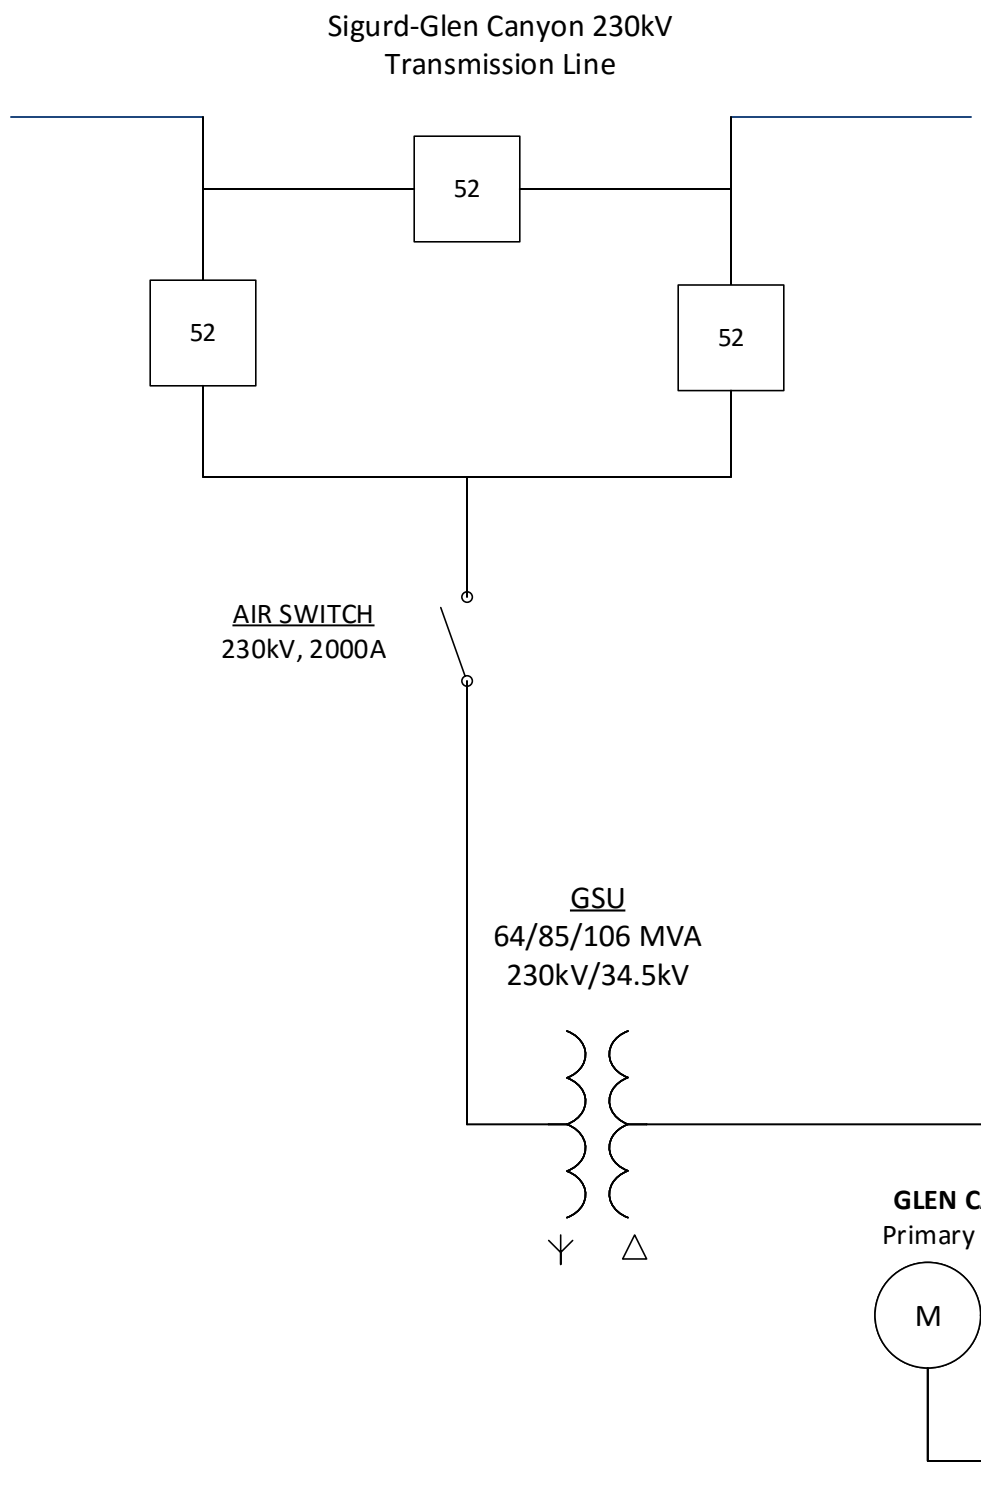 Sigurd-Glen Canyon 230kV
Transmission Line
52
52
52
AIR SWITCH
230kV, 2000A
GSU
64/85/106 MVA
230kV/34.5kV
GLEN C
Primary
M